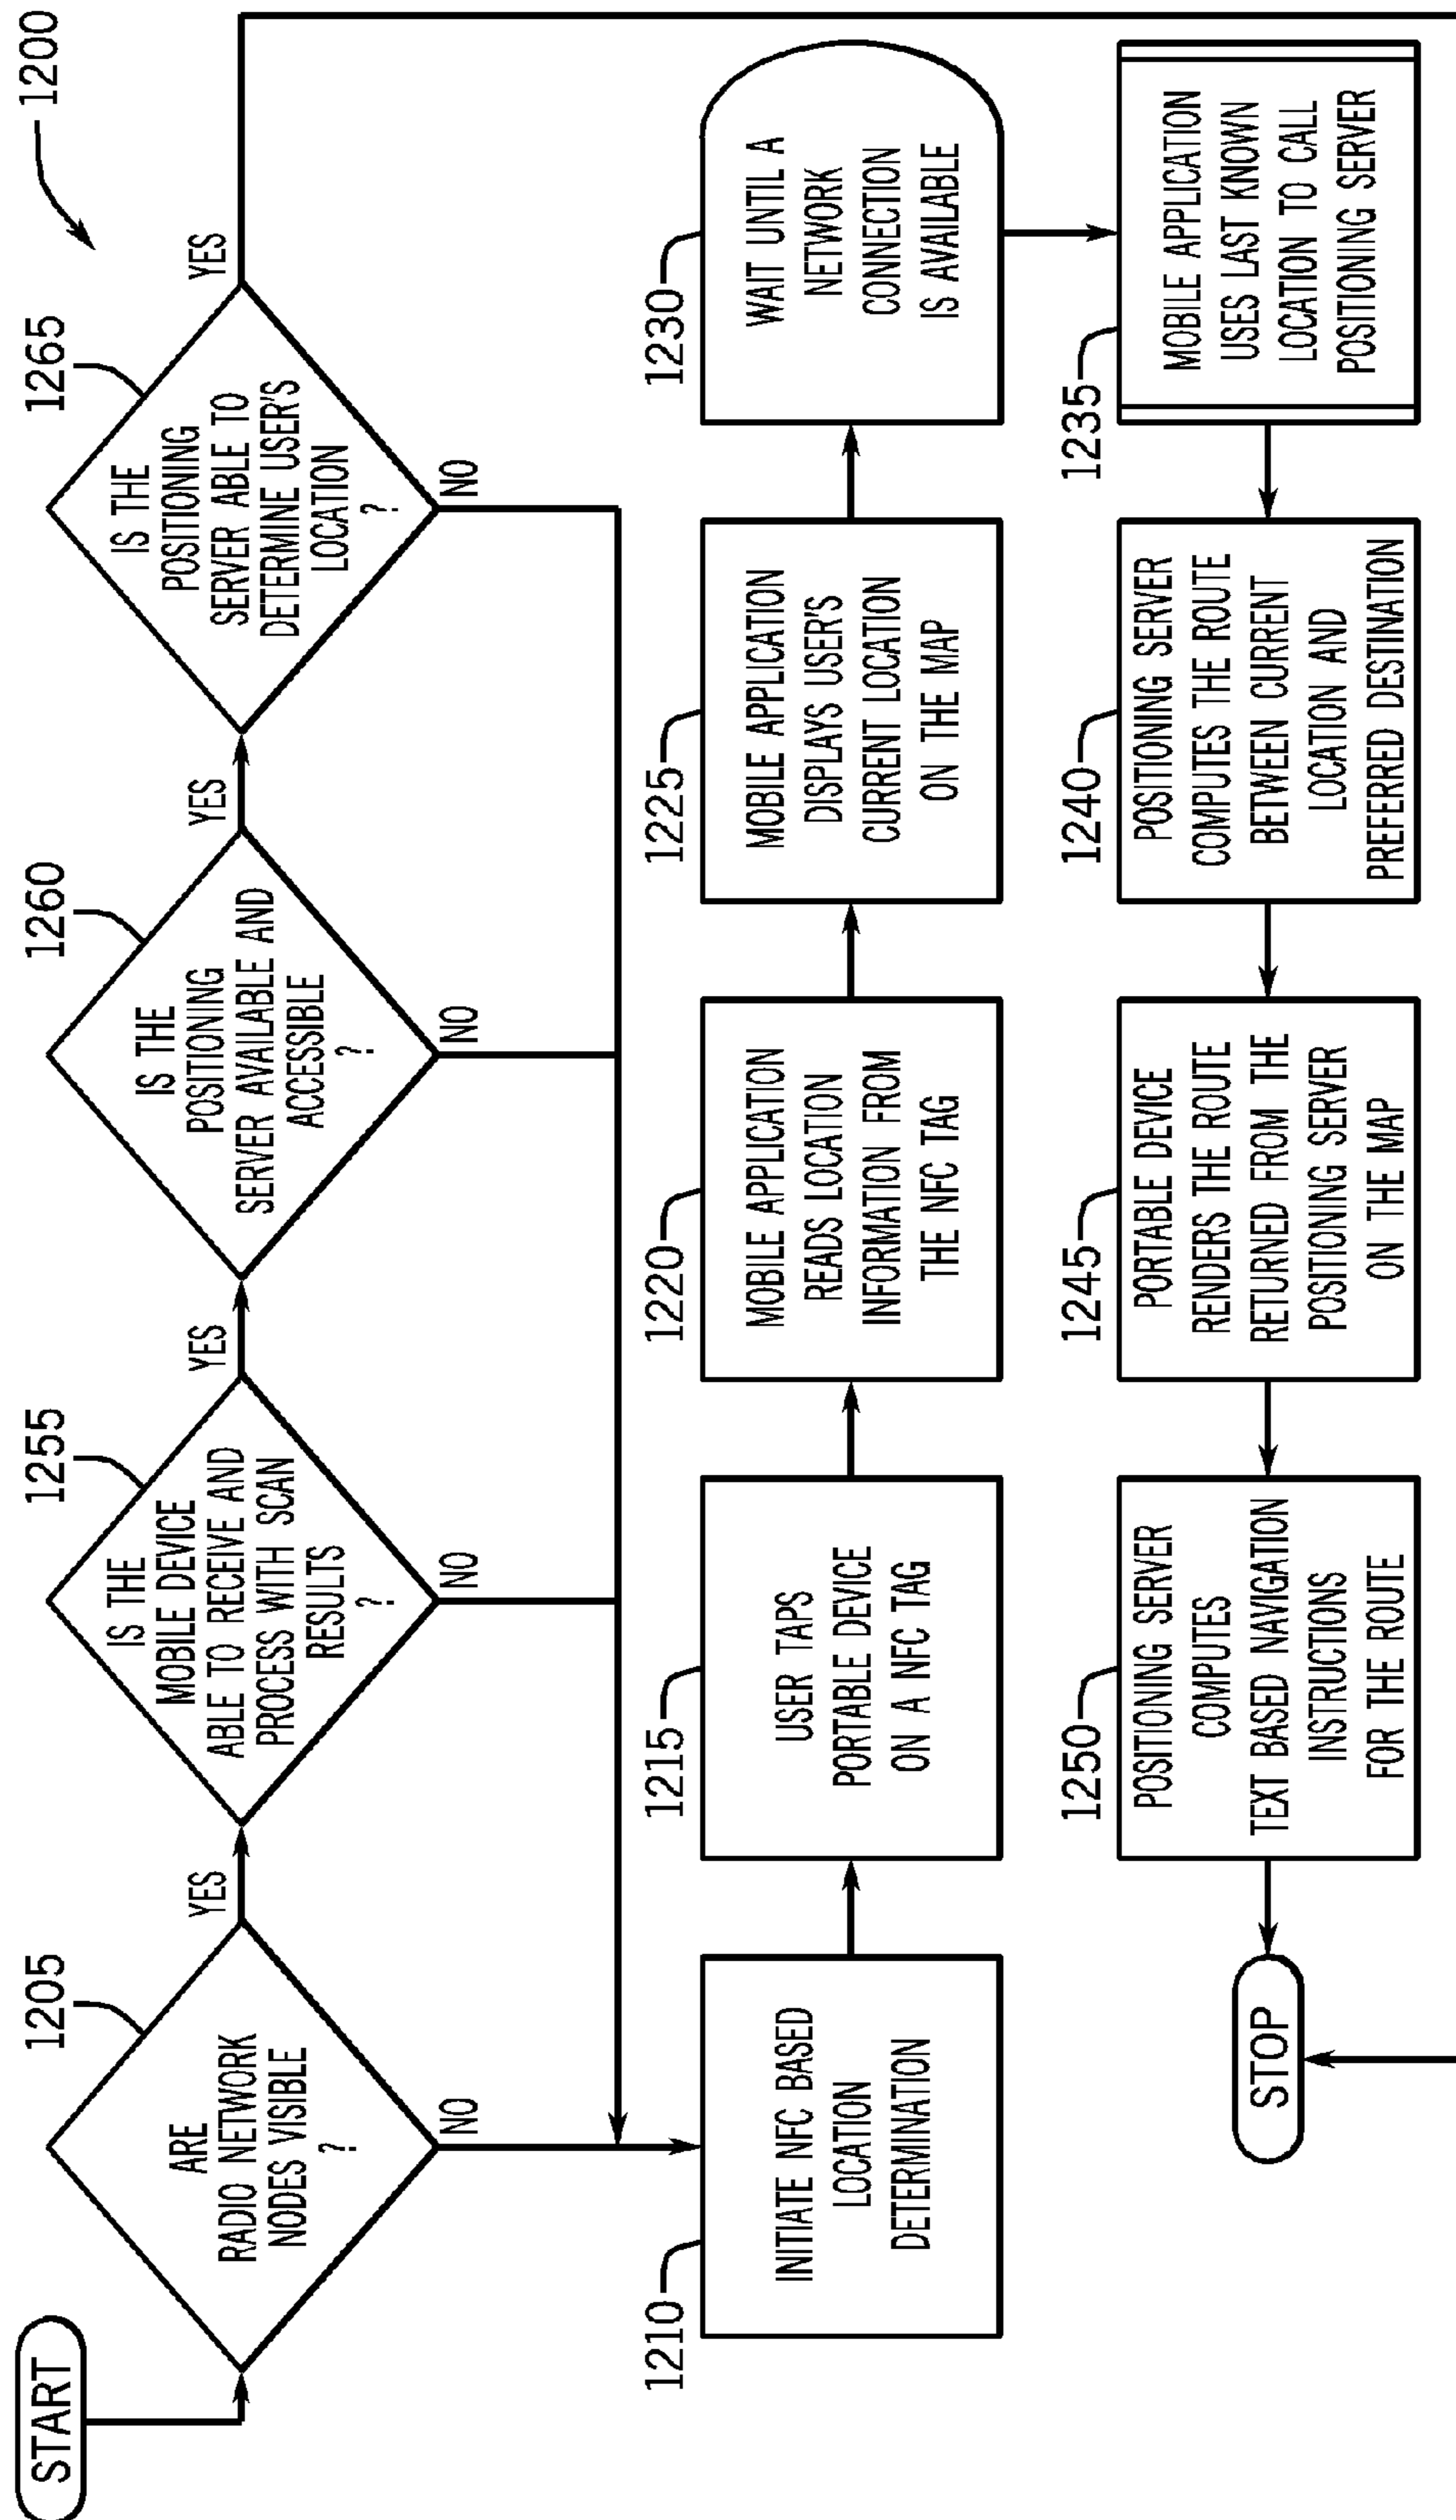 1200
START
1205
ARE
RADIO NETWORK
NODES VISIBLE
?
YES
NO
1255
IS THE
MOBILE DEVICE
ABLE TO RECEIVE AND
PROCESS WITH SCAN
RESULTS
?
YES
NO
1260
IS THE
POSITIONING
SERVER AVAILABLE AND
ACCESSIBLE
?
YES
NO
1265
IS THE
POSITIONING
SERVER ABLE TO
DETERMINE USER'S
LOCATION
?
YES
NO
1210
INITIATE NFC BASED
LOCATION
DETERMINATION
1215
USER TAPS
PORTABLE DEVICE
ON A NFC TAG
1220
MOBILE APPLICATION
READS LOCATION
INFORMATION FROM
THE NFC TAG
1225
MOBILE APPLICATION
DISPLAYS USER'S
CURRENT LOCATION
ON THE MAP
1230
WAIT UNTIL A
NETWORK
CONNECTION
IS AVAILABLE
1235
MOBILE APPLICATION
USES LAST KNOWN
LOCATION TO CALL
POSITIONING SERVER
1240
POSITIONING SERVER
COMPUTES THE ROUTE
BETWEEN CURRENT
LOCATION AND
PREFERRED DESTINATION
1245
PORTABLE DEVICE
RENDERS THE ROUTE
RETURNED FROM THE
POSITIONING SERVER
ON THE MAP
1250
POSITIONING SERVER
COMPUTES
TEXT BASED NAVIGATION
INSTRUCTIONS
FOR THE ROUTE
STOP